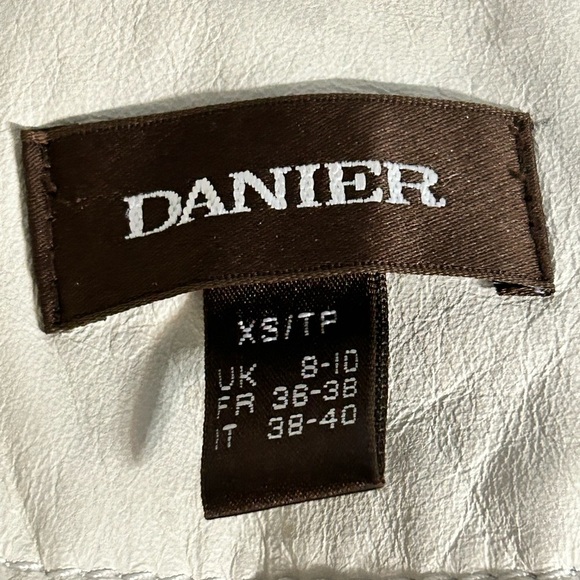 DANIER
XS/TP
UK 8-10
FR 36-38
IT 38-40